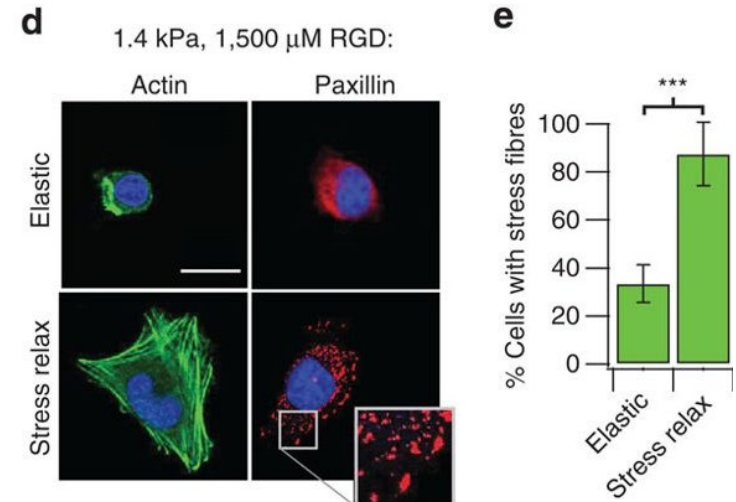 d
1.4 kPa, 1,500 μM RGD:
Actin Paxillin
Elastic
Stress relax
e
***
% Cells with stress fibres
100
80
60
40
20
0
Elastic
Stress relax